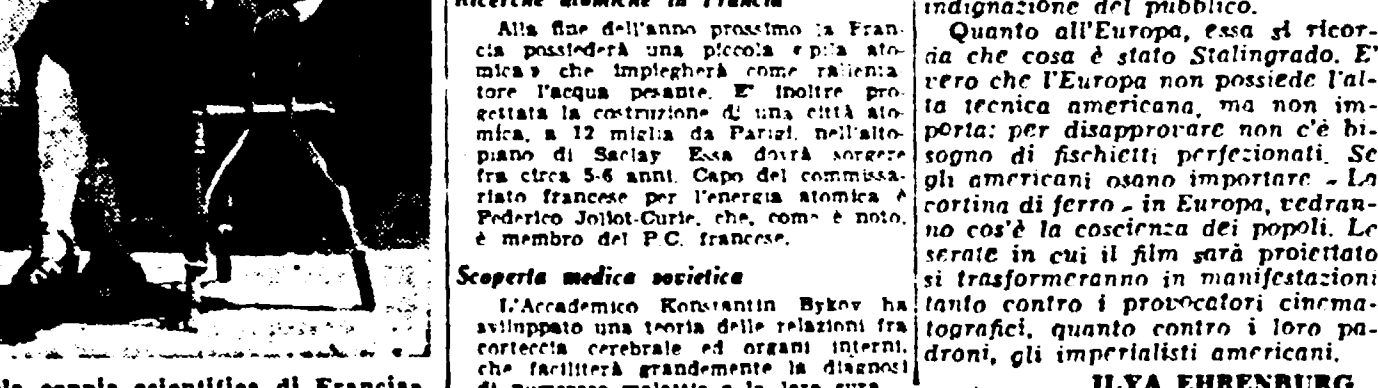 Ricerche atomiche in Francia
Alla fine dell'anno prossimo la Fran-
cia possiederà una piccola « pila ato-
mica » che impiegherà come rallenta-
tore l'acqua pesante. E' inoltre pro-
gettata la costruzione di una città ato-
mica, a 12 miglia da Parigi, nell'alto-
piano di Saclay Essa dovrà sorgere
fra circa 5-6 anni. Capo del commissa-
riato francese per l'energia atomica è
Federico Joliot-Curie, che, come è noto,
è membro del P.C. francese.
Scoperta medica sovietica
L'Accademico Konstantin Bykov ha
sviluppato una teoria delle relazioni fra
corteccia cerebrale ed organi interni,
che faciliterà grandemente la diagnosi
di numerose malattie e la loro cura
indignazione del pubblico.
Quanto all'Europa, essa si ricor-
da che cosa è stato Stalingrado. E'
vero che l'Europa non possiede l'al-
ta tecnica americana, ma non im-
porta: per disapprovare non c'è bi-
sogno di fischietti perfezionati. Se
gli americani osano importare - La
cortina di ferro - in Europa, vedran-
no cos'è la coscienza dei popoli. Le
serate in cui il film sarà proiettato
si trasformeranno in manifestazioni
tanto contro i provocatori cinema-
tografici, quanto contro i loro pa-
droni, gli imperialisti americani.
ILYA EHRENBURG
coppia scientifica di Francia: